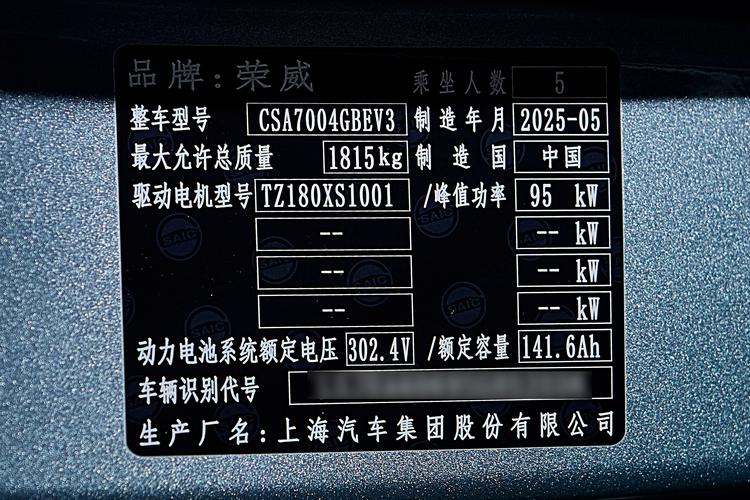 品牌:荣威 乘坐人数 5
整车型号 CSA7004GBEV3 制造年月 2025-05
最大允许总质量 1815kg 制造国 中国
驱动电机型号 TZ180XS1001 /峰值功率 95 kW
-- -- kW
-- -- kW
-- -- kW
动力电池系统额定电压 302.4V /额定容量 141.6Ah
车辆识别代号
生产厂名:上海汽车集团股份有限公司
SAIC
SAIC
SAIC
SAIC